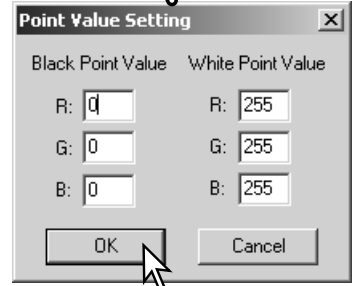 Point Value Setting
Black Point Value White Point Value
R: 0 R: 255
G: 0 G: 255
B: 0 B: 255
OK Cancel